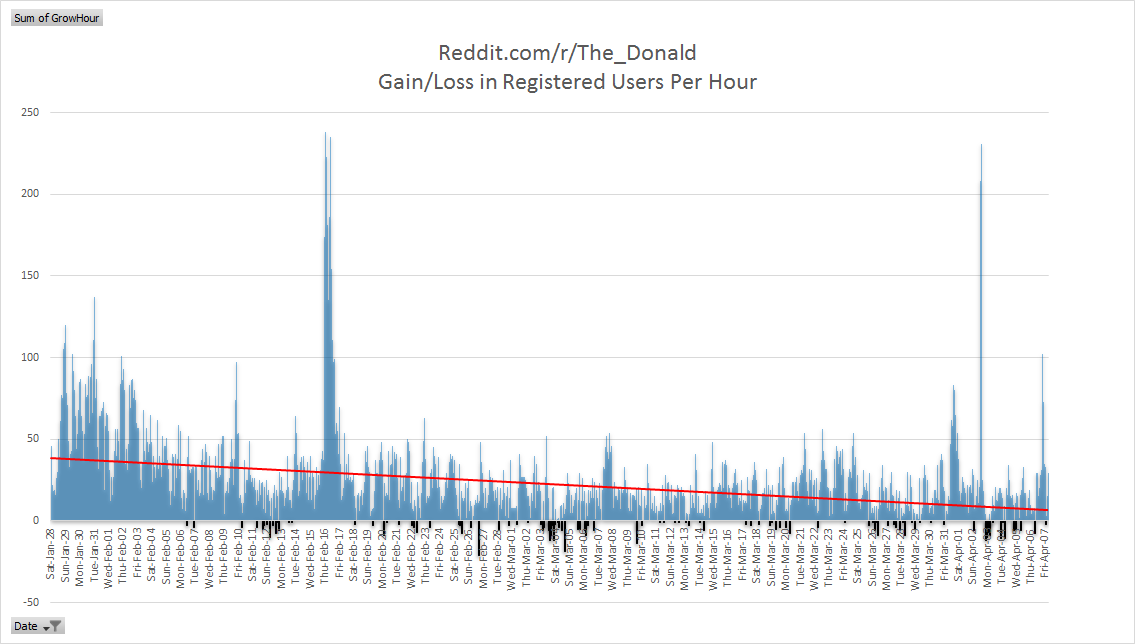 Sum of GrowHour
Reddit.com/r/The_Donald
Gain/Loss in Registered Users Per Hour
250
200
150
100
50
0
-50
Sat-Jan-28
Sun-Jan-29
Mon-Jan-30
Tue-Jan-31
Wed-Feb-01
Thu-Feb-02
Fri-Feb-03
Sat-Feb-04
Sun-Feb-05
Mon-Feb-06
Tue-Feb-07
Wed-Feb-08
Thu-Feb-09
Fri-Feb-10
Sat-Feb-11
Sun-Feb-12
Mon-Feb-13
Tue-Feb-14
Wed-Feb-15
Thu-Feb-16
Fri-Feb-17
Sat-Feb-18
Sun-Feb-19
Mon-Feb-20
Tue-Feb-21
Wed-Feb-22
Thu-Feb-23
Fri-Feb-24
Sat-Feb-25
Sun-Feb-26
Mon-Feb-27
Tue-Feb-28
Wed-Mar-01
Thu-Mar-02
Fri-Mar-03
Sun-Mar-05
Mon-Mar-06
Tue-Mar-07
Wed-Mar-08
Thu-Mar-09
Fri-Mar-10
Sat-Mar-11
Sun-Mar-12
Mon-Mar-13
Tue-Mar-14
Wed-Mar-15
Thu-Mar-16
Fri-Mar-17
Sat-Mar-18
Sun-Mar-19
Mon-Mar-20
Tue-Mar-21
Wed-Mar-22
Thu-Mar-23
Fri-Mar-24
Sat-Mar-25
Sun-Mar-26
Mon-Mar-27
Wed-Mar-29
Thu-Mar-30
Fri-Mar-31
Sat-Apr-01
Sun-Apr-02
Wed-Apr-05
Thu-Apr-06
Fri-Apr-07
Date